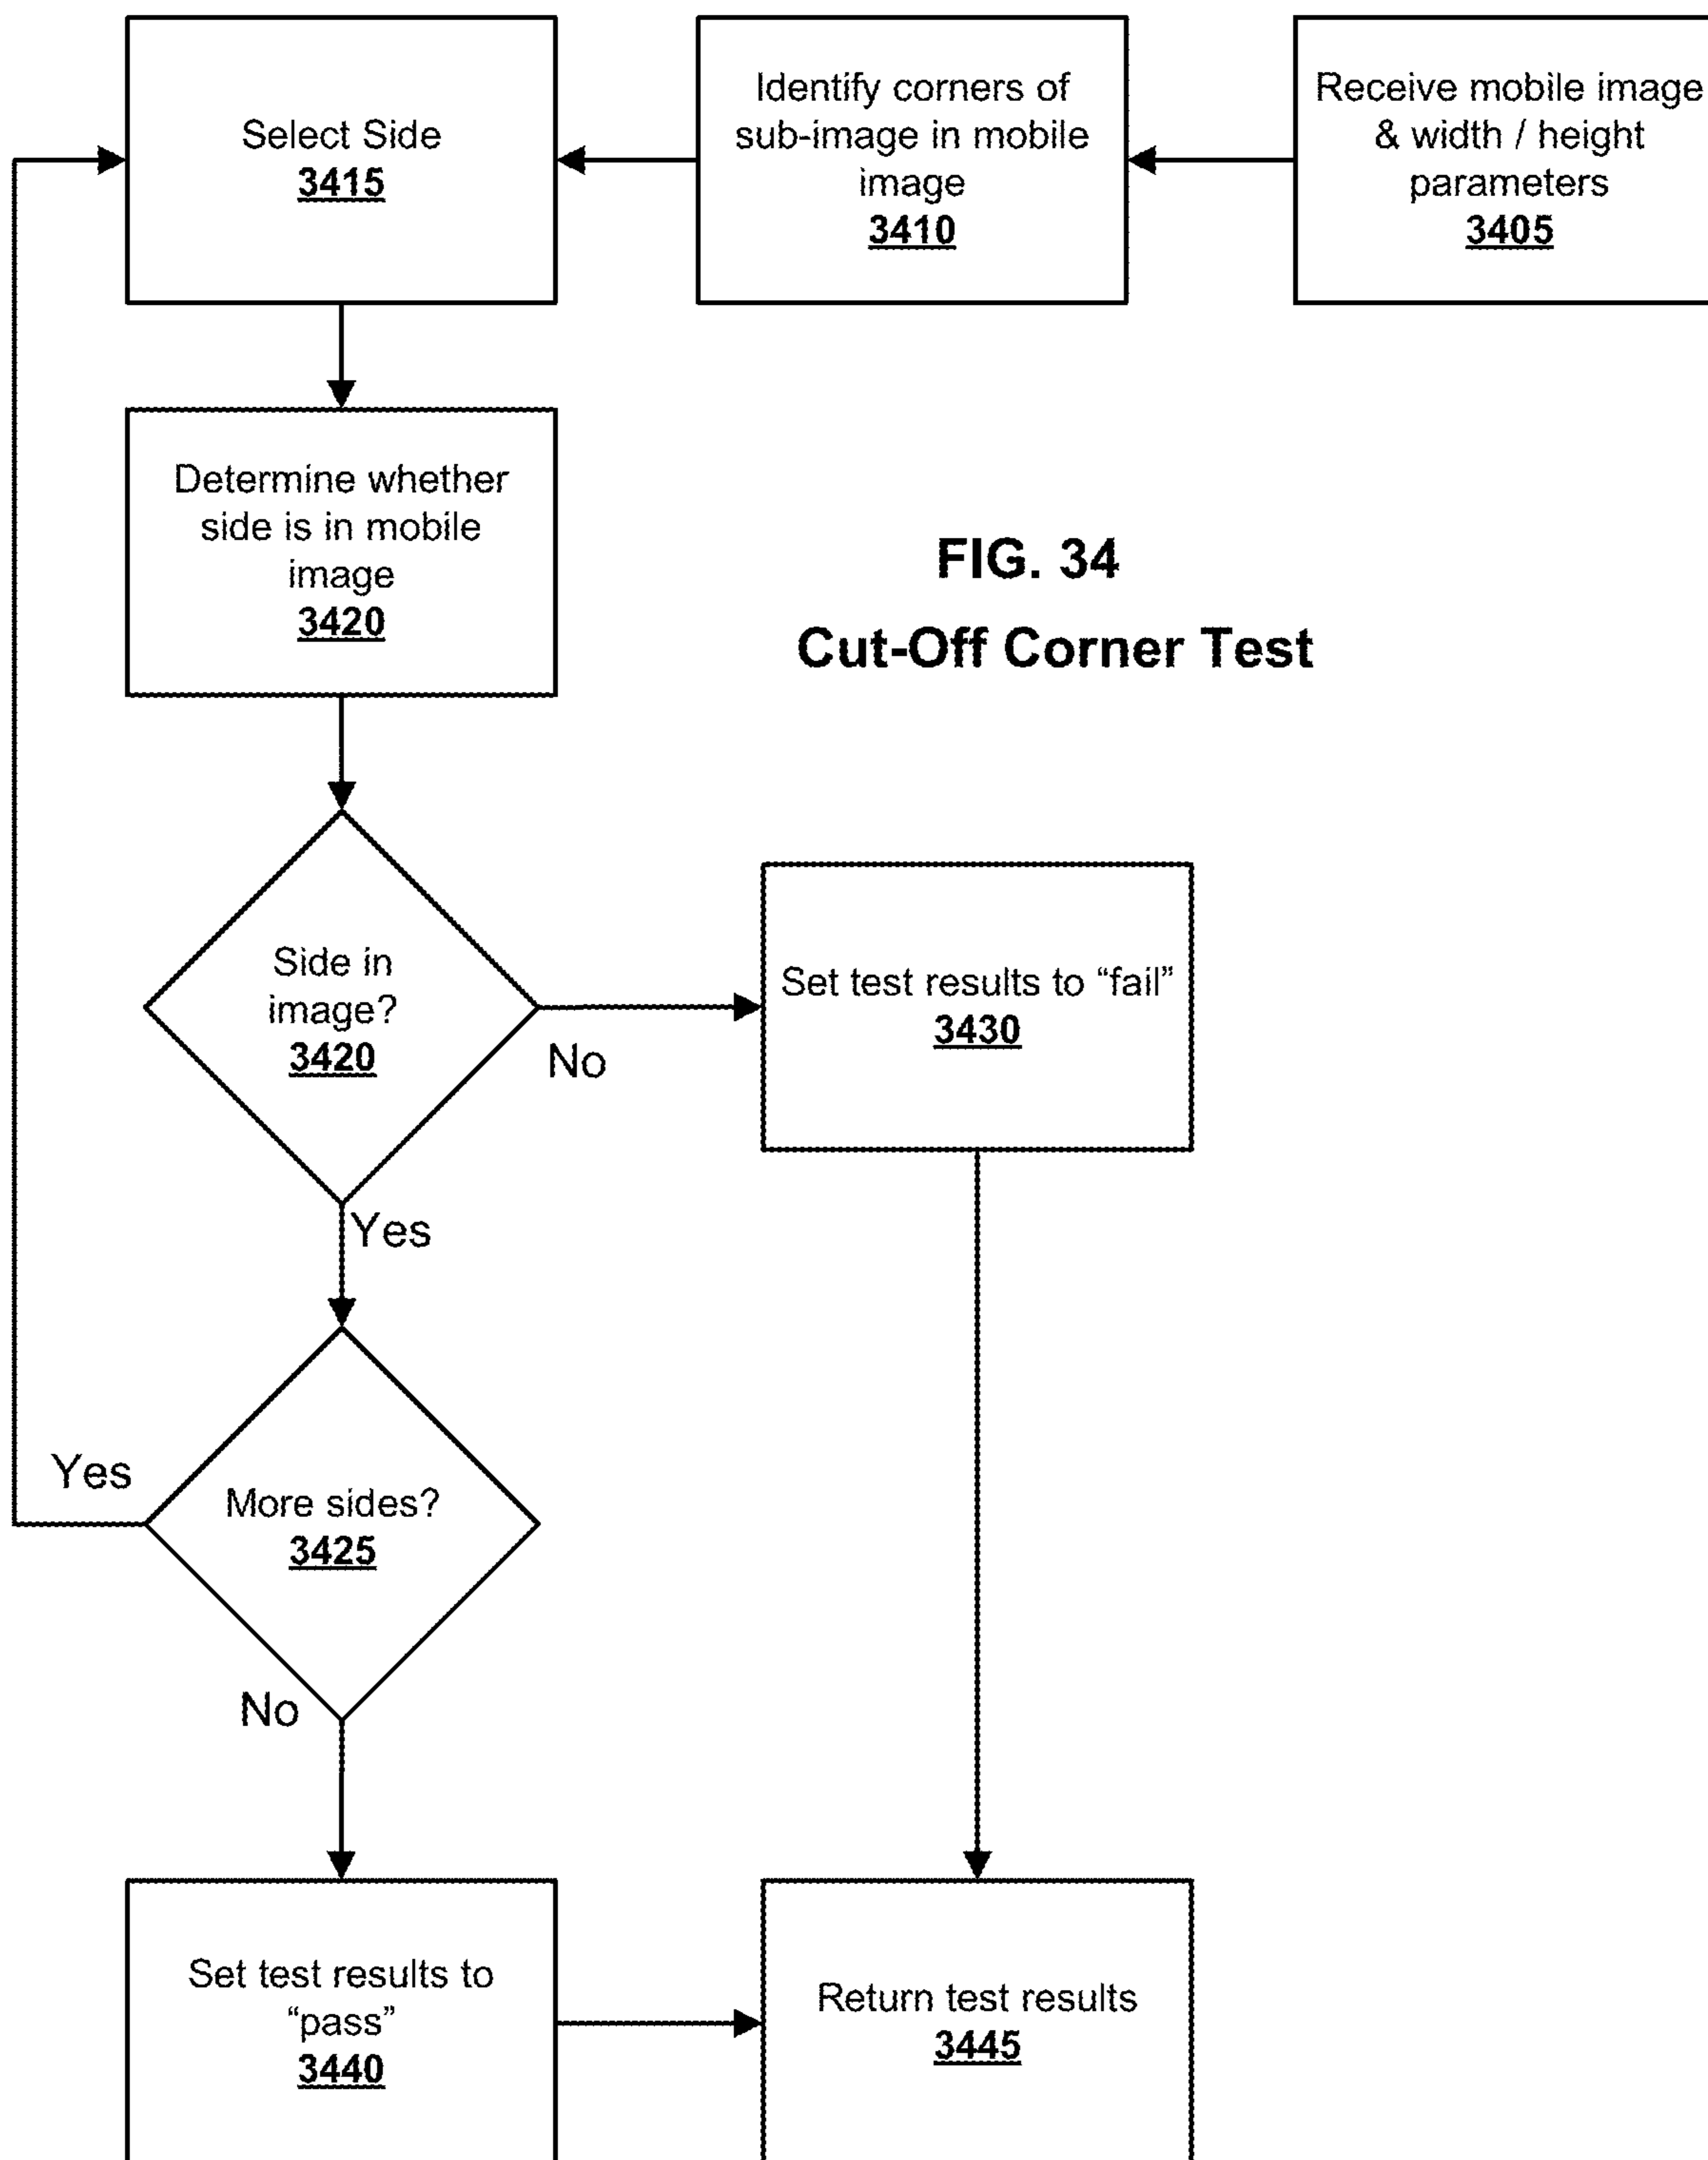 Select Side
3415
Identify corners of
sub-image in mobile
image
3410
Receive mobile image
& width / height
parameters
3405
Determine whether
side is in mobile
image
3420
FIG. 34
Cut-Off Corner Test
Side in
image?
3420
No
Set test results to “fail”
3430
Yes
Yes
More sides?
3425
No
Set test results to
“pass”
3440
Return test results
3445